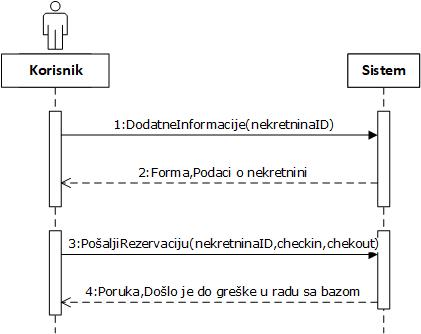 Korisnik
Sistem
1:DodatneInformacije(nekretninaID)
2:Forma,Podaci o nekretnini
3:PošaljiRezervaciju(nekretninaID,checkin,chekout)
4:Poruka,Došlo je do greške u radu sa bazom